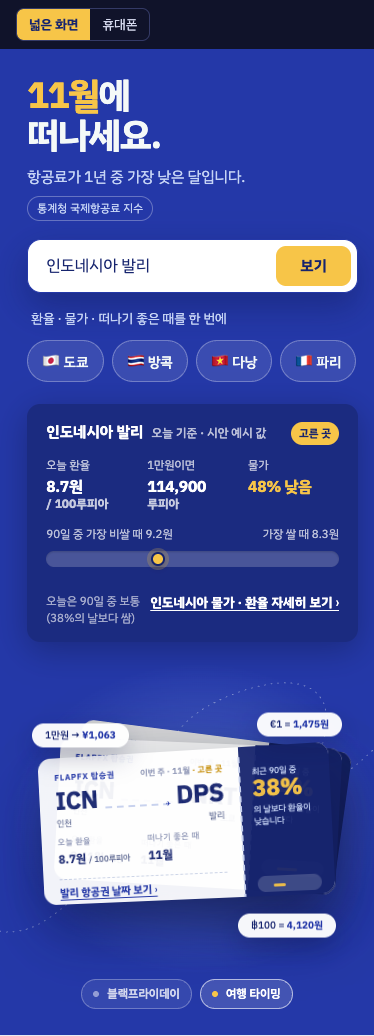 넓은 화면
휴대폰
11월에
떠나세요.
항공료가 1년 중 가장 낮은 달입니다.
통계청 국제항공료 지수
인도네시아 발리
보기
환율 · 물가 · 떠나기 좋은 때를 한 번에
도쿄
방콕
다낭
파리
인도네시아 발리 오늘 기준 · 시안 예시 값
고른 곳
오늘 환율
8.7원
/ 100루피아
1만원이면
114,900
루피아
물가
48% 낮음
90일 중 가장 비쌀 때 9.2원
가장 쌀 때 8.3원
오늘은 90일 중 보통
(38%의 날보다 쌈)
인도네시아 물가 · 환율 자세히 보기 ›
1만원 → ¥1,063
€1 = 1,475원
FLAPFX 탑승권
이번 주 · 11월 · 고른 곳
ICN
DPS
인천
발리
오늘 환율
8.7원 / 100루피아
떠나기 좋은 때
11월
발리 항공권 날짜 보기 ›
최근 90일 중
38%
의 날보다 환율이
낮습니다
฿100 = 4,120원
블랙프라이데이
여행 타이밍